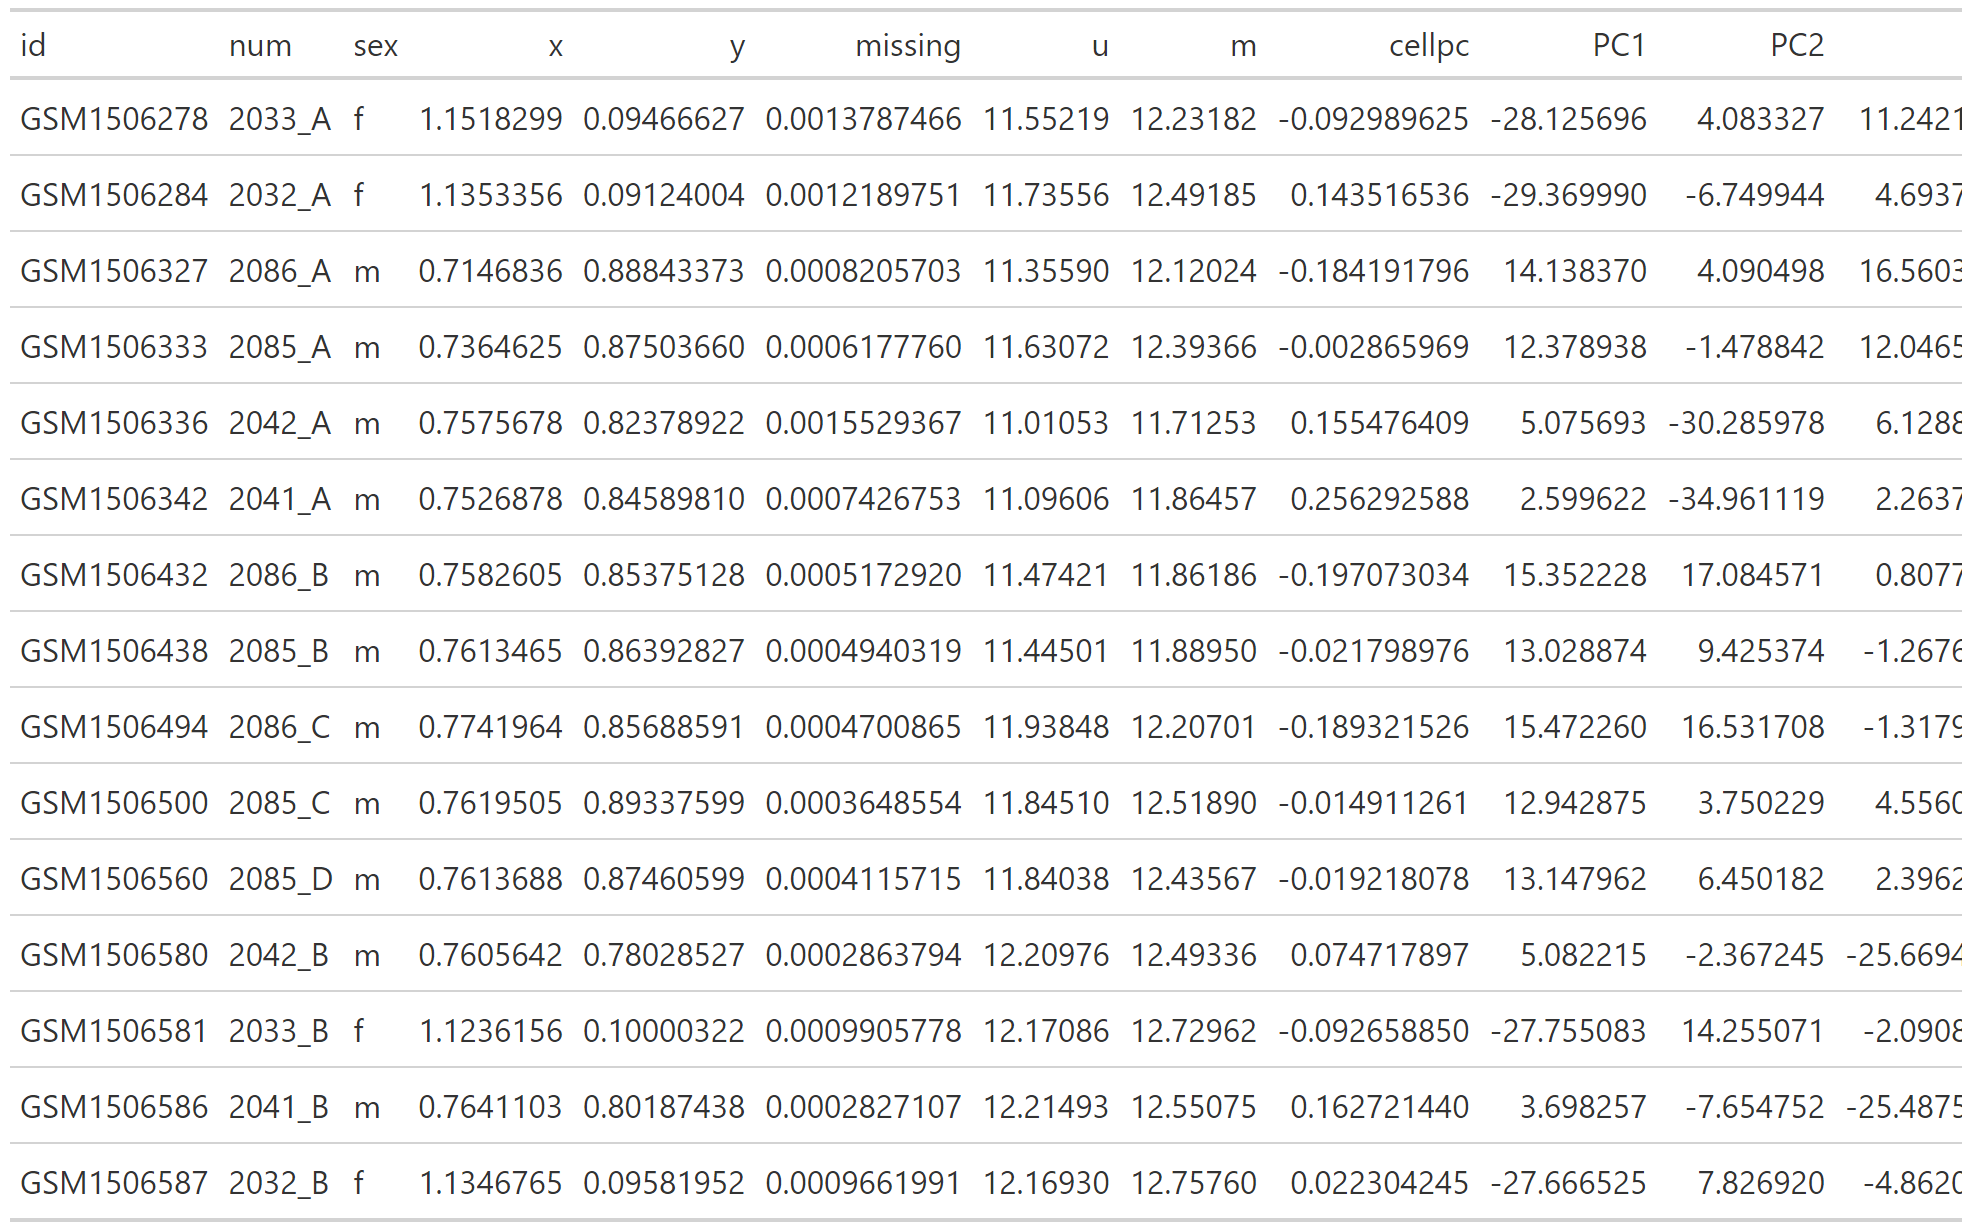 id num sex x y missing u m cellpc PC1 PC2
GSM1506278 2033_A f 1.1518299 0.09466627 0.0013787466 11.55219 12.23182 -0.092989625 -28.125696 4.083327 11.2421
GSM1506284 2032_A f 1.1353356 0.09124004 0.0012189751 11.73556 12.49185 0.143516536 -29.369990 -6.749944 4.6937
GSM1506327 2086_A m 0.7146836 0.88843373 0.0008205703 11.35590 12.12024 -0.184191796 14.138370 4.090498 16.5603
GSM1506333 2085_A m 0.7364625 0.87503660 0.0006177760 11.63072 12.39366 -0.002865969 12.378938 -1.478842 12.0465
GSM1506336 2042_A m 0.7575678 0.82378922 0.0015529367 11.01053 11.71253 0.155476409 5.075693 -30.285978 6.1288
GSM1506342 2041_A m 0.7526878 0.84589810 0.0007426753 11.09606 11.86457 0.256292588 2.599622 -34.961119 2.2637
GSM1506432 2086_B m 0.7582605 0.85375128 0.0005172920 11.47421 11.86186 -0.197073034 15.352228 17.084571 0.8077
GSM1506438 2085_B m 0.7613465 0.86392827 0.0004940319 11.44501 11.88950 -0.021798976 13.028874 9.425374 -1.2676
GSM1506494 2086_C m 0.7741964 0.85688591 0.0004700865 11.93848 12.20701 -0.189321526 15.472260 16.531708 -1.3179
GSM1506500 2085_C m 0.7619505 0.89337599 0.0003648554 11.84510 12.51890 -0.014911261 12.942875 3.750229 4.5560
GSM1506560 2085_D m 0.7613688 0.87460599 0.0004115715 11.84038 12.43567 -0.019218078 13.147962 6.450182 2.3962
GSM1506580 2042_B m 0.7605642 0.78028527 0.0002863794 12.20976 12.49336 0.074717897 5.082215 -2.367245 -25.6694
GSM1506581 2033_B f 1.1236156 0.10000322 0.0009905778 12.17086 12.72962 -0.092658850 -27.755083 14.255071 -2.0908
GSM1506586 2041_B m 0.7641103 0.80187438 0.0002827107 12.21493 12.55075 0.162721440 3.698257 -7.654752 -25.4875
GSM1506587 2032_B f 1.1346765 0.09581952 0.0009661991 12.16930 12.75760 0.022304245 -27.666525 7.826920 -4.8620